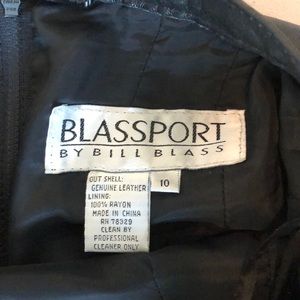 BLASSPORT
BY BILL BLASS
OUT SHELL:
GENUINE LEATHER
LINING:
100% RAYON
MADE IN CHINA
RN 78329
CLEAN BY
PROFESSIONAL
CLEANER ONLY
10